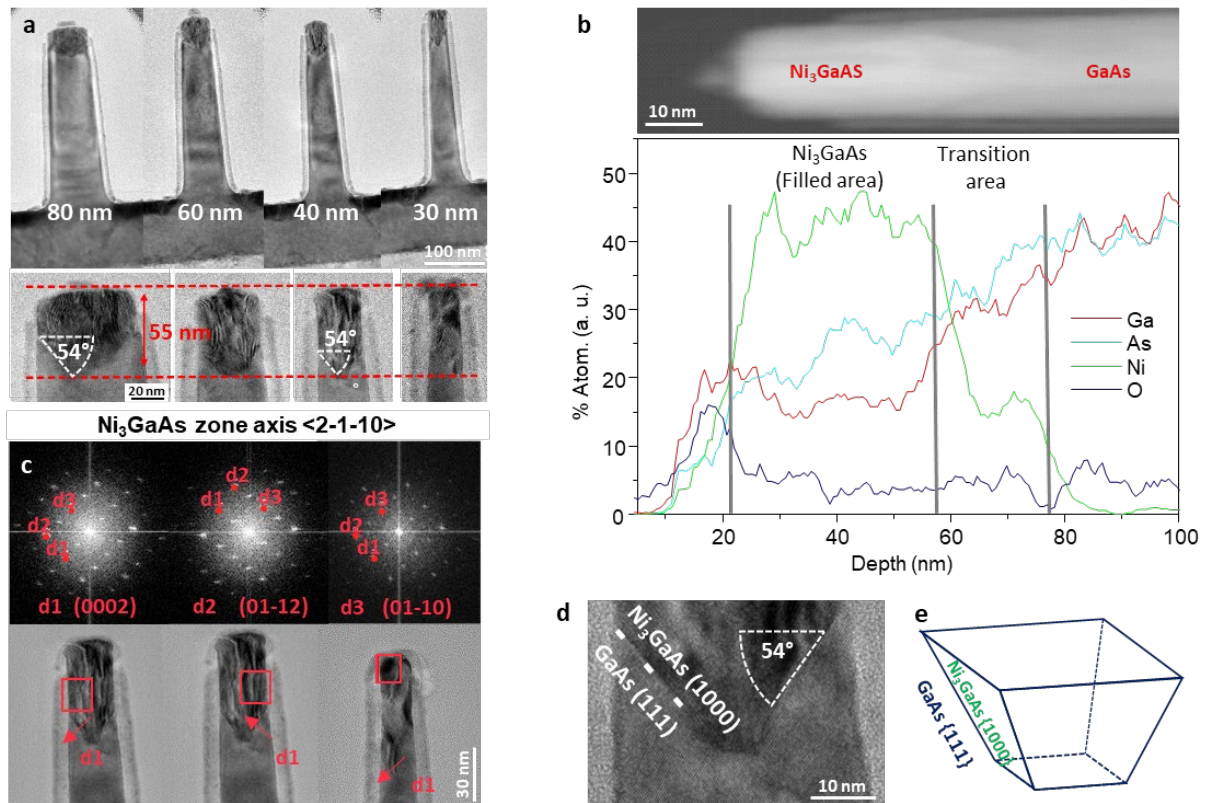 a
80 nm
60 nm
40 nm
30 nm
100 nm
54°
55 nm
20 nm
54°
°
Ni₃GaAs zone axis <2-1-10>
c
d3
d2
d1
d1 (0002)
d2
d1
d3
d2 (01-12)
d3
d2
d1
d3 (01-10)
d1
d1
d1
30 nm
b
Ni₃GaAS
GaAs
10 nm
Ni₃GaAs
(Filled area)
Transition
area
50
40
30
20
10
0
% Atom. (a. u.)
Ga
As
Ni
O
20
40
60
80
100
Depth (nm)
d
Ni₃GaAs (1000)
GaAs (111)
54°
10 nm
e
Ni₃GaAs {1000}
GaAs {111}